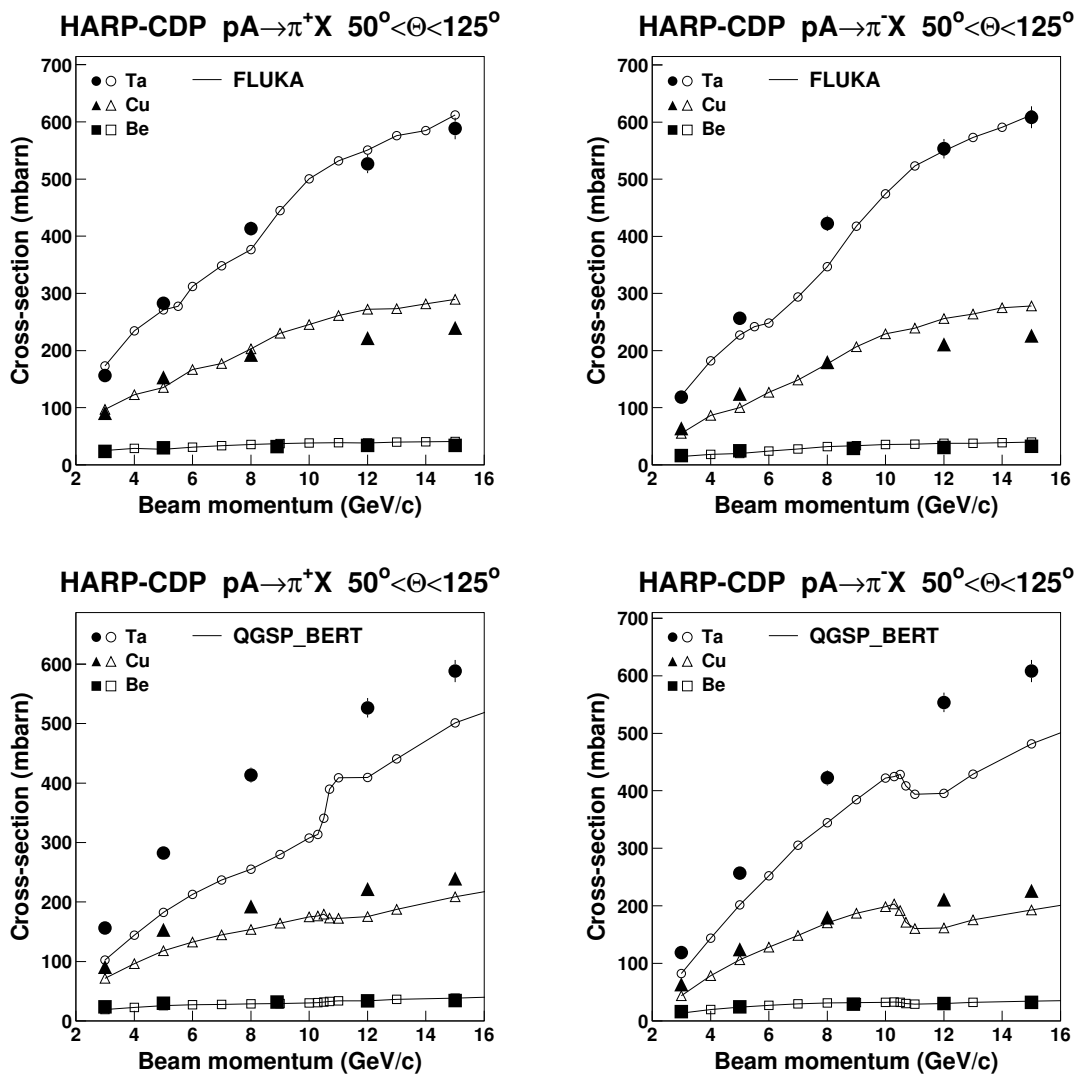 HARP-CDP pA→π⁺X 50°<Θ<125°
700
600
500
400
300
200
100
0
Cross-section (mbarn)
Ta
Cu
Be
FLUKA
2 4 6 8 10 12 14 16
Beam momentum (GeV/c)
HARP-CDP pA→π⁻X 50°<Θ<125°
700
600
500
400
300
200
100
0
Cross-section (mbarn)
Ta
Cu
Be
FLUKA
2 4 6 8 10 12 14 16
Beam momentum (GeV/c)
HARP-CDP pA→π⁺X 50°<Θ<125°
600
500
400
300
200
100
0
Cross-section (mbarn)
Ta
Cu
Be
QGSP_BERT
2 4 6 8 10 12 14 16
Beam momentum (GeV/c)
HARP-CDP pA→π⁻X 50°<Θ<125°
700
600
500
400
300
200
100
0
Cross-section (mbarn)
Ta
Cu
Be
QGSP_BERT
2 4 6 8 10 12 14 16
Beam momentum (GeV/c)